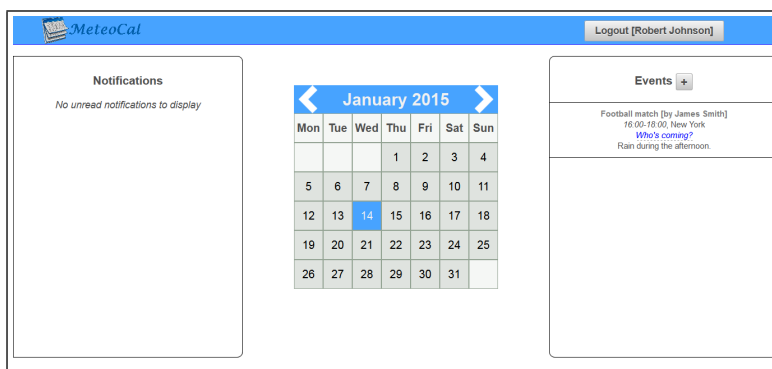 MeteoCal
Logout [Robert Johnson]
Notifications
No unread notifications to display
January 2015
Mon Tue Wed Thu Fri Sat Sun
1 2 3 4
5 6 7 8 9 10 11
12 13 14 15 16 17 18
19 20 21 22 23 24 25
26 27 28 29 30 31
Events +
Football match [by James Smith]
16:00-18:00, New York
Who's coming?
Rain during the afternoon.